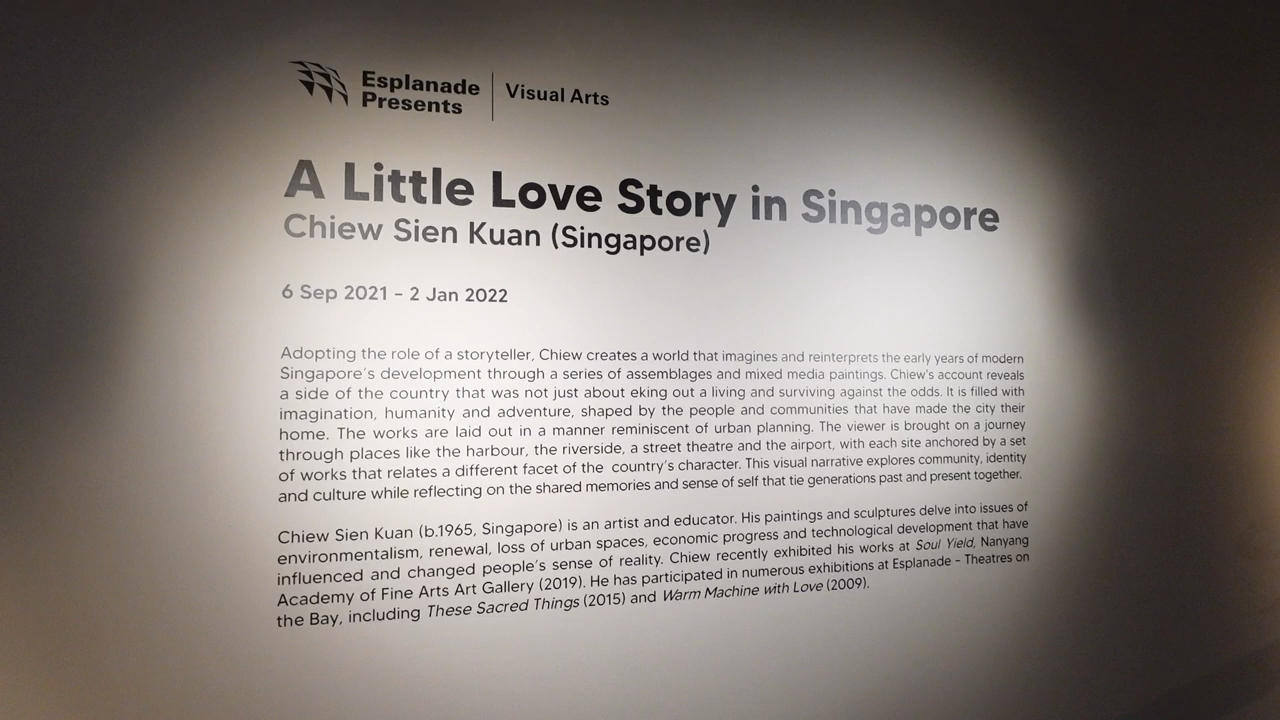 Esplanade
Presents
Visual Arts
A Little Love Story in Singapore
Chiew Sien Kuan (Singapore)
6 Sep 2021 – 2 Jan 2022
Adopting the role of a storyteller, Chiew creates a world that imagines and reinterprets the early years of modern
Singapore's development through a series of assemblages and mixed media paintings. Chiew's account reveals
a side of the country that was not just about eking out a living and surviving against the odds. It is filled with
imagination, humanity and adventure, shaped by the people and communities that have made the city their
home. The works are laid out in a manner reminiscent of urban planning. The viewer is brought on a journey
through places like the harbour, the riverside, a street theatre and the airport, with each site anchored by a set
of works that relates a different facet of the country's character. This visual narrative explores community, identity
and culture while reflecting on the shared memories and sense of self that tie generations past and present together.
Chiew Sien Kuan (b.1965, Singapore) is an artist and educator. His paintings and sculptures delve into issues of
environmentalism, renewal, loss of urban spaces, economic progress and technological development that have
influenced and changed people's sense of reality. Chiew recently exhibited his works at Soul Yield, Nanyang
Academy of Fine Arts Art Gallery (2019). He has participated in numerous exhibitions at Esplanade – Theatres on
the Bay, including These Sacred Things (2015) and Warm Machine with Love (2009).